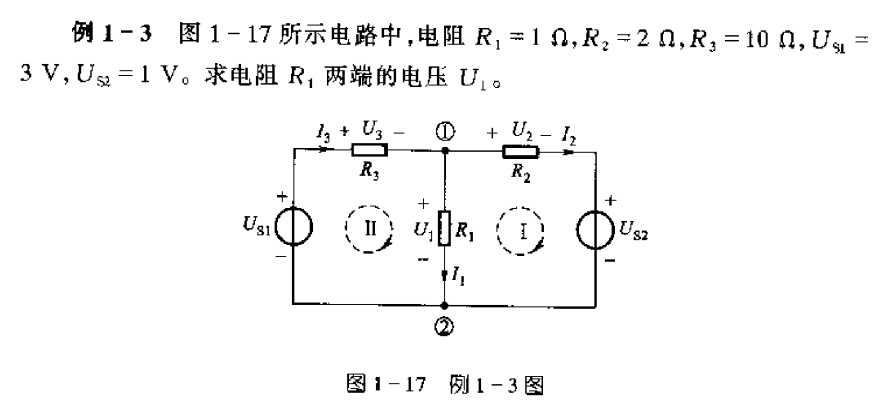 例1-3 图1-17所示电路中,电阻 R₁=1 Ω,R₂=2 Ω,R₃=10 Ω,U_S1=
3 V,U_S2=1 V。求电阻 R₁ 两端的电压 U₁。
I₃ + U₃ - ① + U₂ - I₂
R₃ R₂
+ + +
U_S1 II U₁ R₁ I U_S2
- - -
I₁
②
图1-17 例1-3图